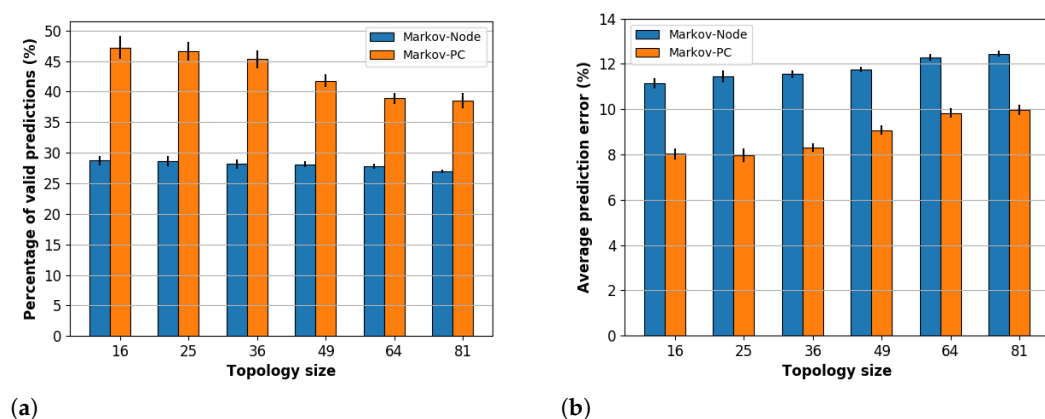 50
45
40
35
30
25
20
15
10
5
0
Percentage of valid predictions (%)
Markov-Node
Markov-PC
16 25 36 49 64 81
Topology size
(a)
14
12
10
8
6
4
2
0
Average prediction error (%)
Markov-Node
Markov-PC
16 25 36 49 64 81
Topology size
(b)